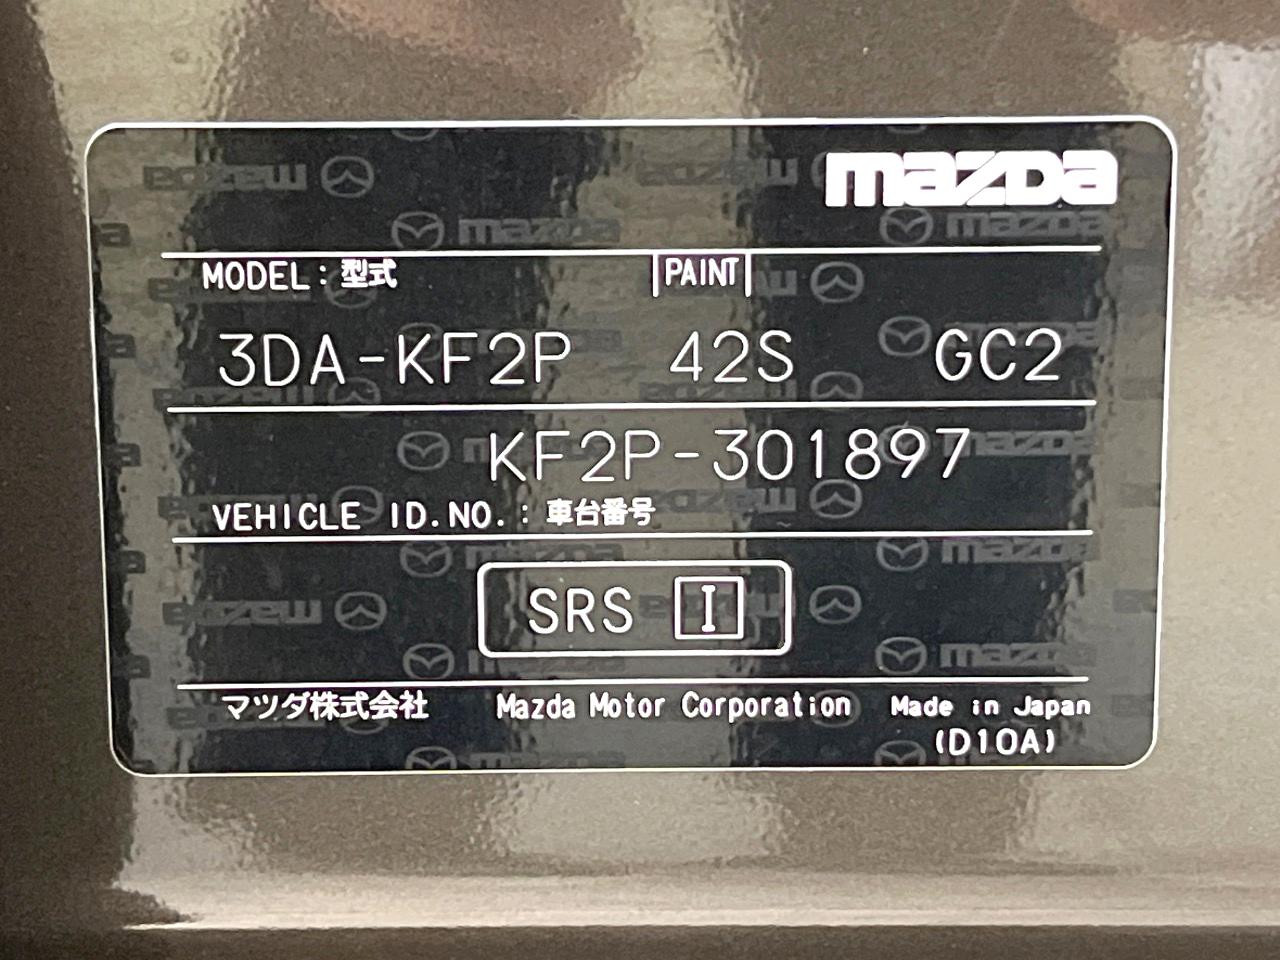 mazda
MODEL : 型式 |PAINT|
3DA-KF2P 42S GC2
KF2P-301897
VEHICLE ID.NO. : 車台番号
SRS I
マツダ株式会社 Mazda Motor Corporation Made in Japan
(D10A)